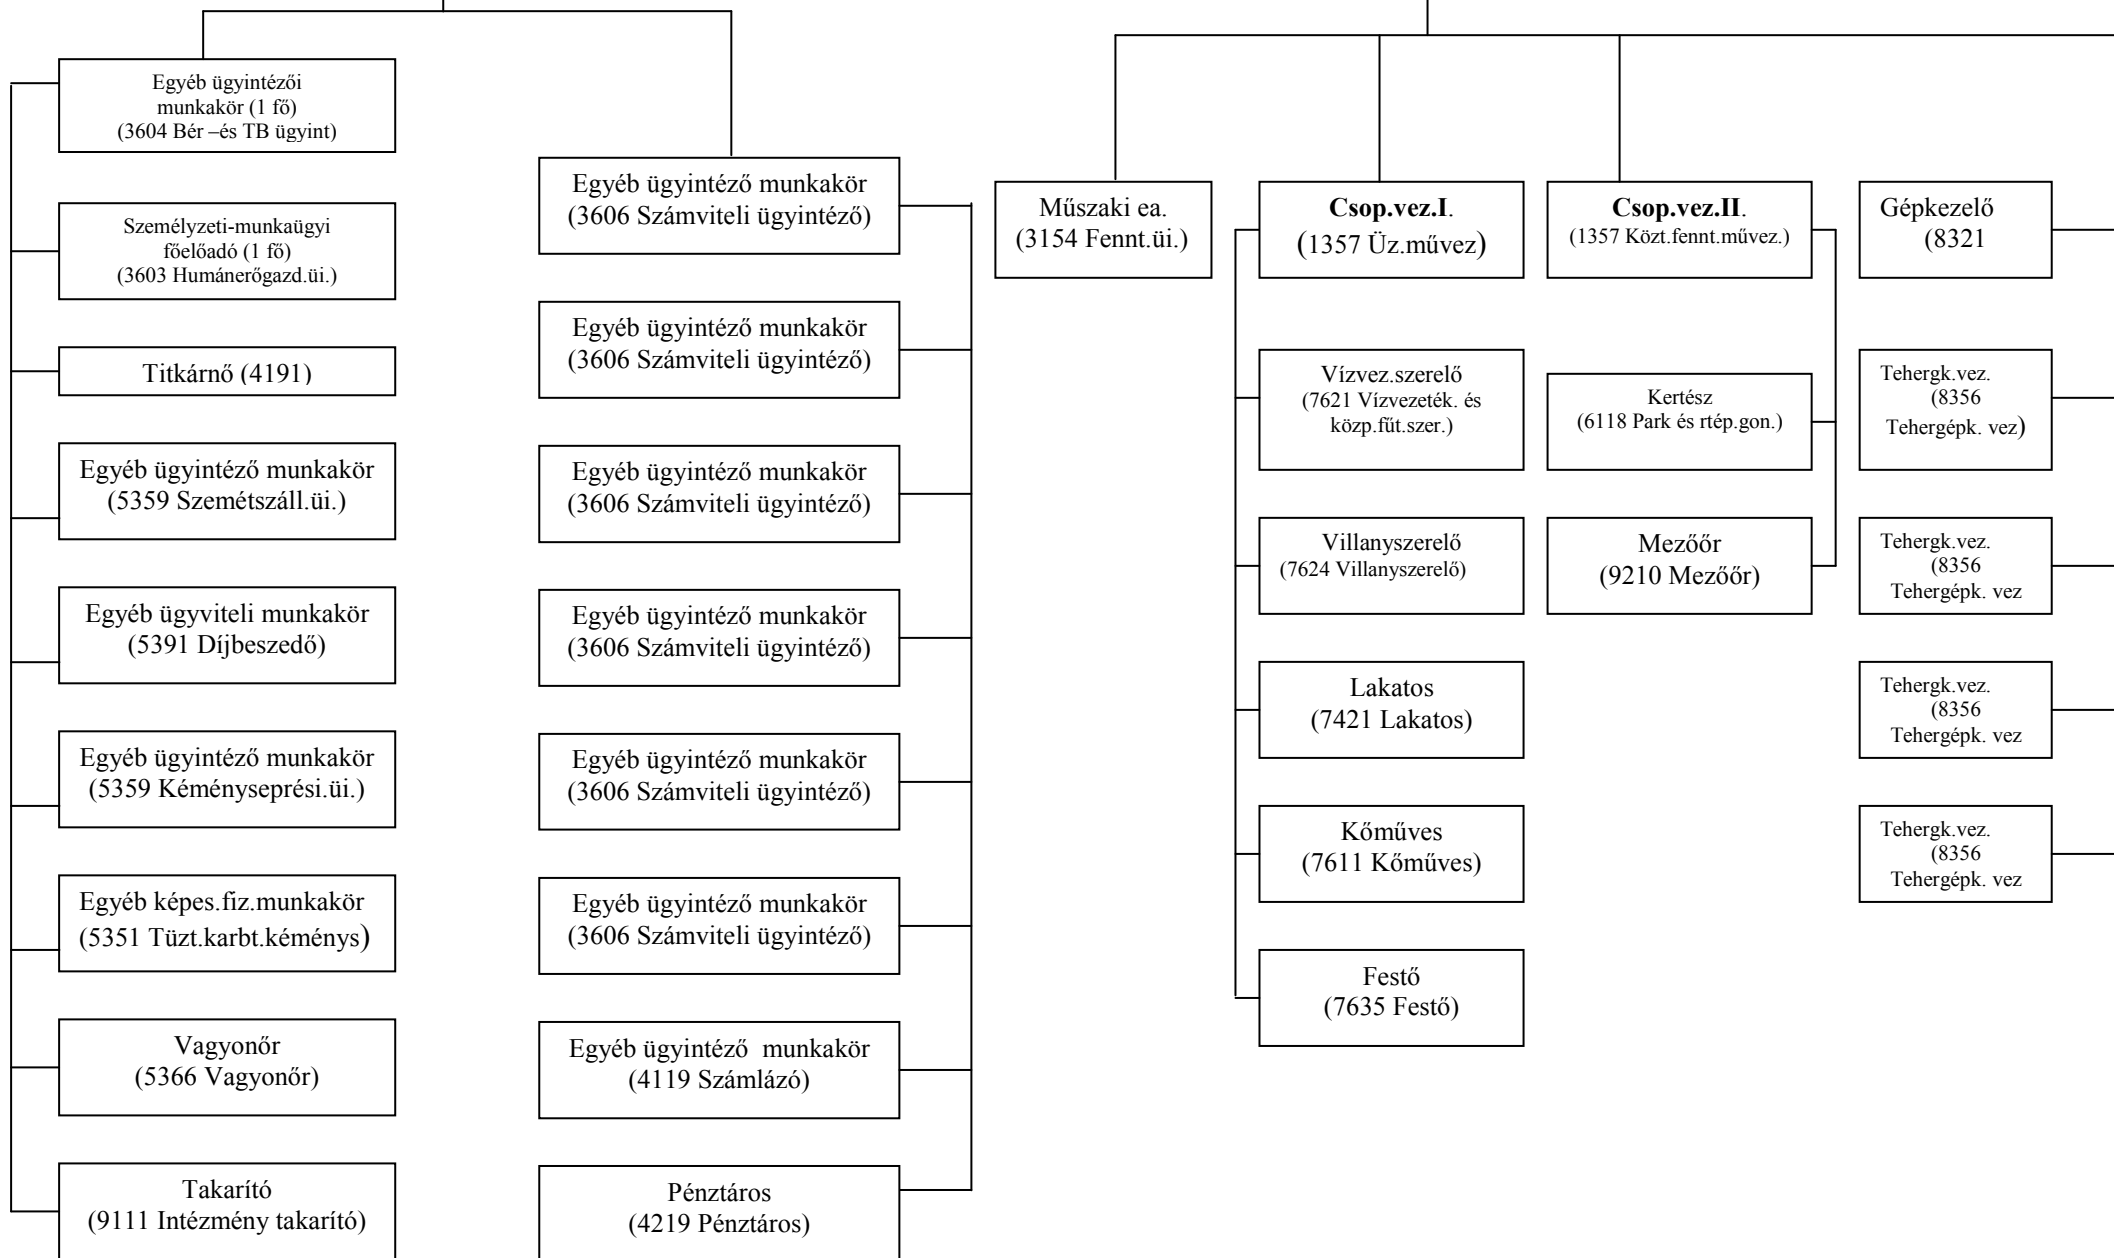 Egyéb ügyintézői
munkakör (1 fő)
(3604 Bér –és TB ügyint)
Személyzeti-munkaügyi
főelőadó (1 fő)
(3603 Humánerőgazd.üi.)
Titkárnő (4191)
Egyéb ügyintéző munkakör
(5359 Szemétszáll.üi.)
Egyéb ügyviteli munkakör
(5391 Díjbeszedő)
Egyéb ügyintéző munkakör
(5359 Kéményseprési.üi.)
Egyéb képes.fiz.munkakör
(5351 Tüzt.karbt.kéménys)
Vagyonőr
(5366 Vagyonőr)
Takarító
(9111 Intézmény takarító)
Egyéb ügyintéző munkakör
(3606 Számviteli ügyintéző)
Egyéb ügyintéző munkakör
(3606 Számviteli ügyintéző)
Egyéb ügyintéző munkakör
(3606 Számviteli ügyintéző)
Egyéb ügyintéző munkakör
(3606 Számviteli ügyintéző)
Egyéb ügyintéző munkakör
(3606 Számviteli ügyintéző)
Egyéb ügyintéző munkakör
(3606 Számviteli ügyintéző)
Egyéb ügyintéző munkakör
(4119 Számlázó)
Pénztáros
(4219 Pénztáros)
Műszaki ea.
(3154 Fennt.üi.)
Csop.vez.I.
(1357 Üz.művez)
Vízvez.szerelő
(7621 Vízvezeték. és
közp.fűt.szer.)
Villanyszerelő
(7624 Villanyszerelő)
Lakatos
(7421 Lakatos)
Kőműves
(7611 Kőműves)
Festő
(7635 Festő)
Csop.vez.II.
(1357 Közt.fennt.művez.)
Kertész
(6118 Park és rtép.gon.)
Mezőőr
(9210 Mezőőr)
Gépkezelő
(8321
Tehergk.vez.
(8356
Tehergépk. vez)
Tehergk.vez.
(8356
Tehergépk. vez
Tehergk.vez.
(8356
Tehergépk. vez
Tehergk.vez.
(8356
Tehergépk. vez